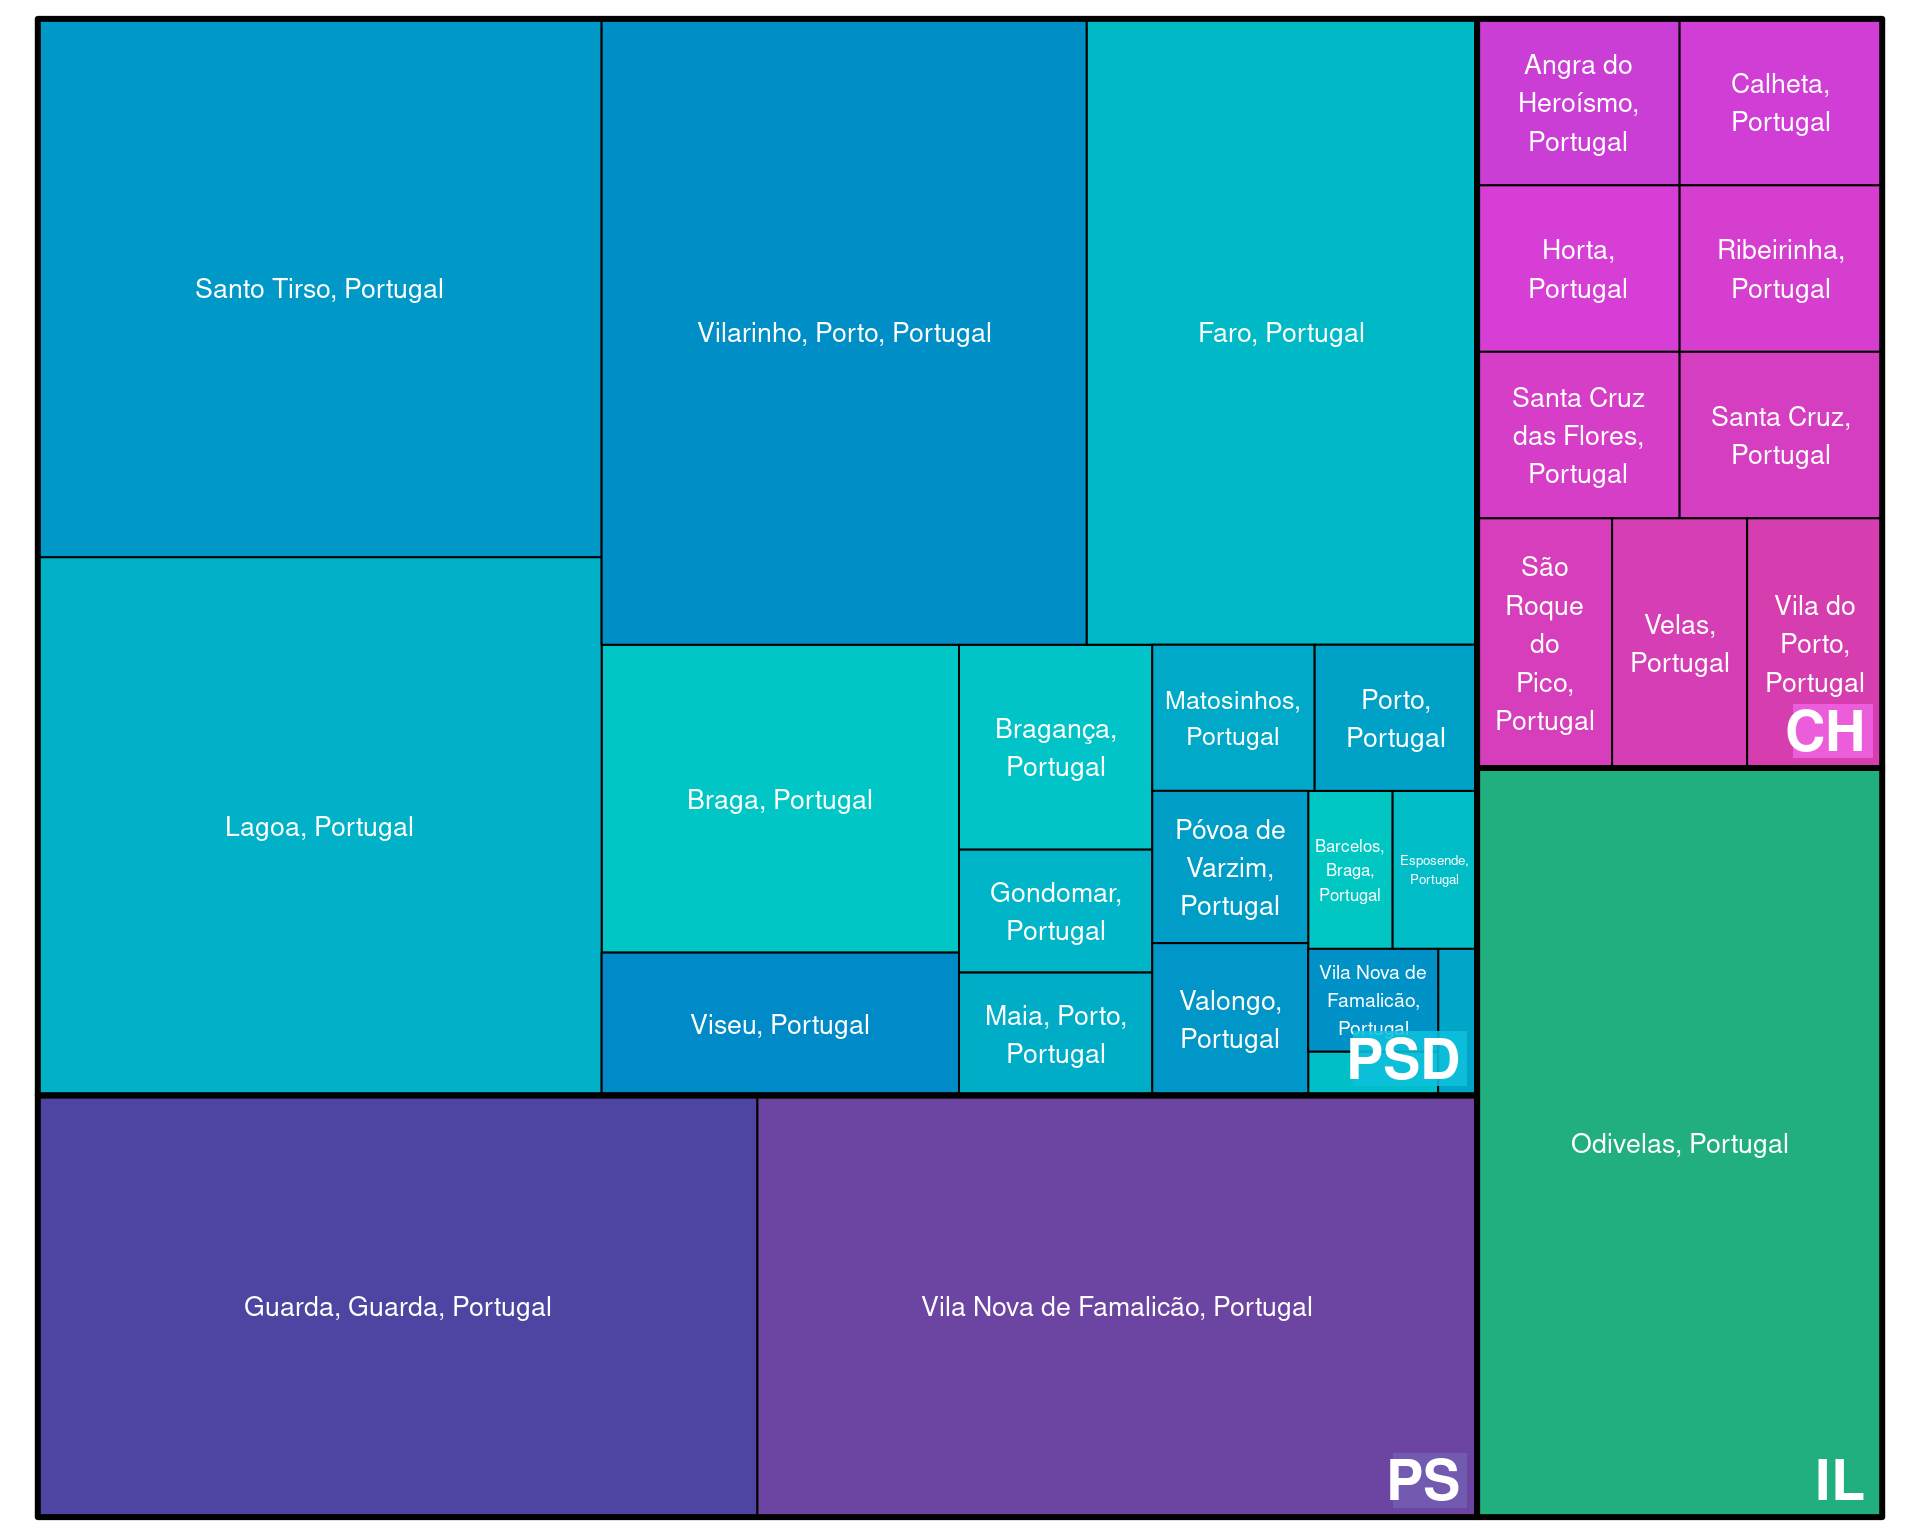 Santo Tirso, Portugal
Vilarinho, Porto, Portugal
Faro, Portugal
Lagoa, Portugal
Braga, Portugal
Viseu, Portugal
Bragança,
Portugal
Gondomar,
Portugal
Maia, Porto,
Portugal
Matosinhos,
Portugal
Porto,
Portugal
Póvoa de
Varzim,
Portugal
Valongo,
Portugal
Barcelos,
Braga,
Portugal
Esposende,
Portugal
Vila Nova de
Famalicão,
Portugal
PSD
Guarda, Guarda, Portugal
Vila Nova de Famalicão, Portugal
PS
Angra do
Heroísmo,
Portugal
Calheta,
Portugal
Horta,
Portugal
Ribeirinha,
Portugal
Santa Cruz
das Flores,
Portugal
Santa Cruz,
Portugal
São
Roque
do
Pico,
Portugal
Velas,
Portugal
Vila do
Porto,
Portugal
CH
Odivelas, Portugal
IL